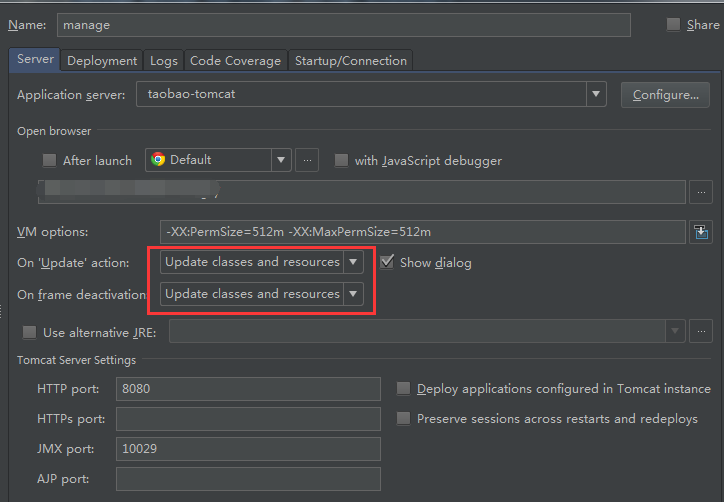 Name: manage Share
Server Deployment Logs Code Coverage Startup/Connection
Application server: taobao-tomcat Configure...
Open browser
After launch Default ... with JavaScript debugger
...
VM options: -XX:PermSize=512m -XX:MaxPermSize=512m
On 'Update' action: Update classes and resources Show dialog
On frame deactivation: Update classes and resources
Use alternative JRE: ...
Tomcat Server Settings
HTTP port: 8080 Deploy applications configured in Tomcat instance
HTTPs port: Preserve sessions across restarts and redeploys
JMX port: 10029
AJP port: